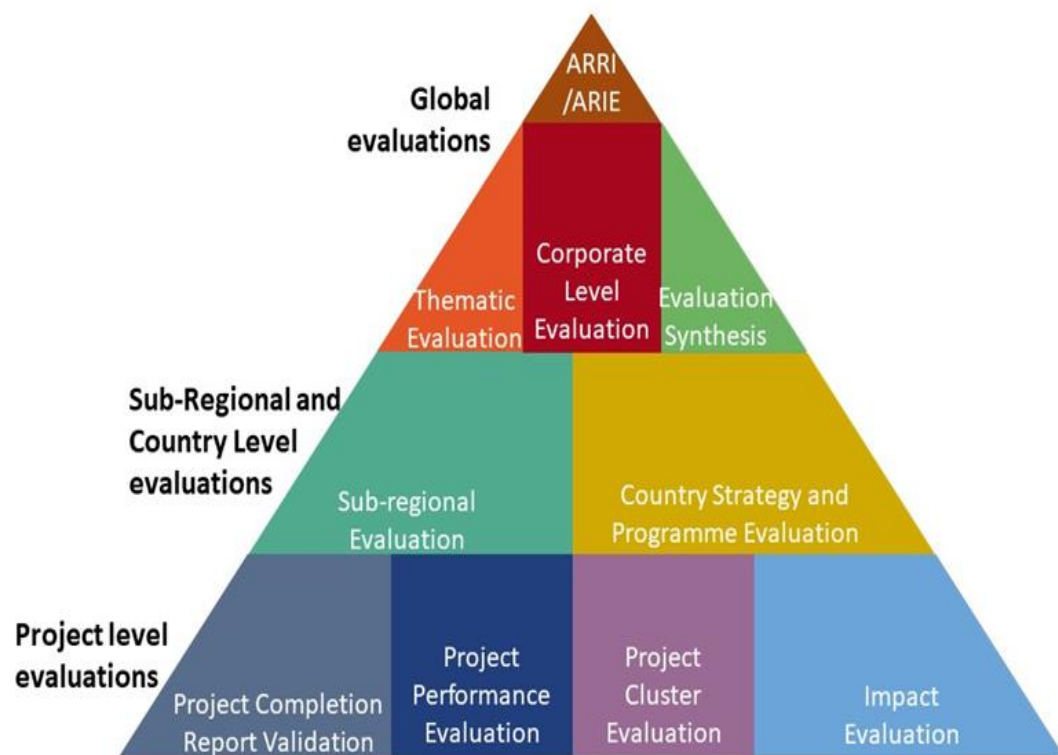 ARRI
/ARIE
Global
evaluations
Thematic
Evaluation
Corporate
Level
Evaluation
Evaluation
Synthesis
Sub-Regional and
Country Level
evaluations
Sub-regional
Evaluation
Country Strategy and
Programme Evaluation
Project level
evaluations
Project Completion
Report Validation
Project
Performance
Evaluation
Project
Cluster
Evaluation
Impact
Evaluation